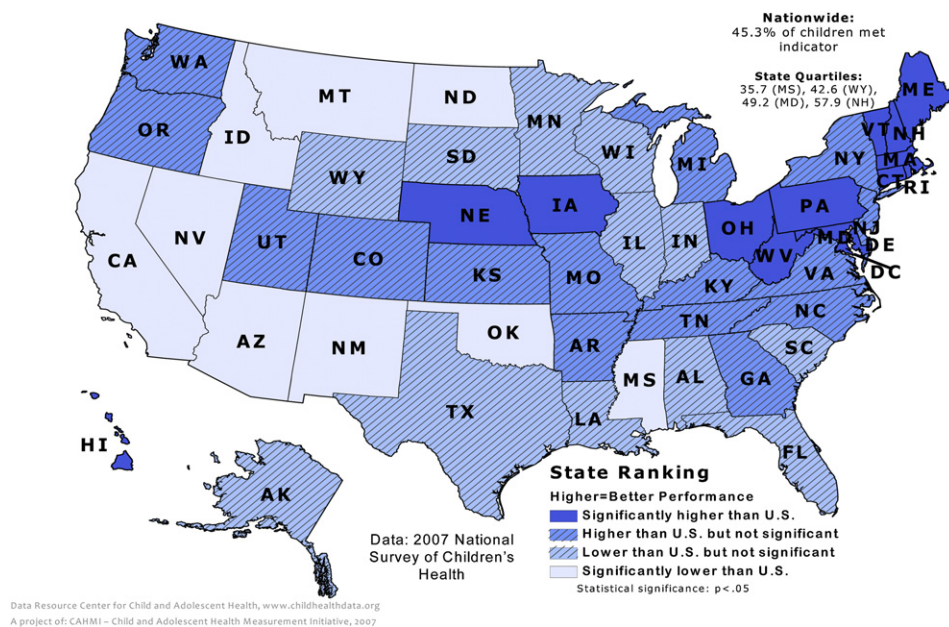 Nationwide:
45.3% of children met
indicator
State Quartiles:
35.7 (MS), 42.6 (WY),
49.2 (MD), 57.9 (NH)
WA
MT
ND
MN
ME
VT
NH
OR
ID
SD
WI
MI
NY
MA
CT
RI
WY
NE
IA
PA
NJ
NV
UT
CO
IL
IN
OH
MD
DE
WV
CA
KS
MO
KY
VA
DC
AZ
NM
OK
AR
TN
NC
MS
AL
GA
SC
TX
LA
HI
FL
AK
State Ranking
Higher=Better Performance
Significantly higher than U.S.
Higher than U.S. but not significant
Lower than U.S. but not significant
Significantly lower than U.S.
Statistical significance: p<.05
Data: 2007 National
Survey of Children's
Health
Data Resource Center for Child and Adolescent Health, www.childhealthdata.org
A project of: CAHMI – Child and Adolescent Health Measurement Initiative, 2007